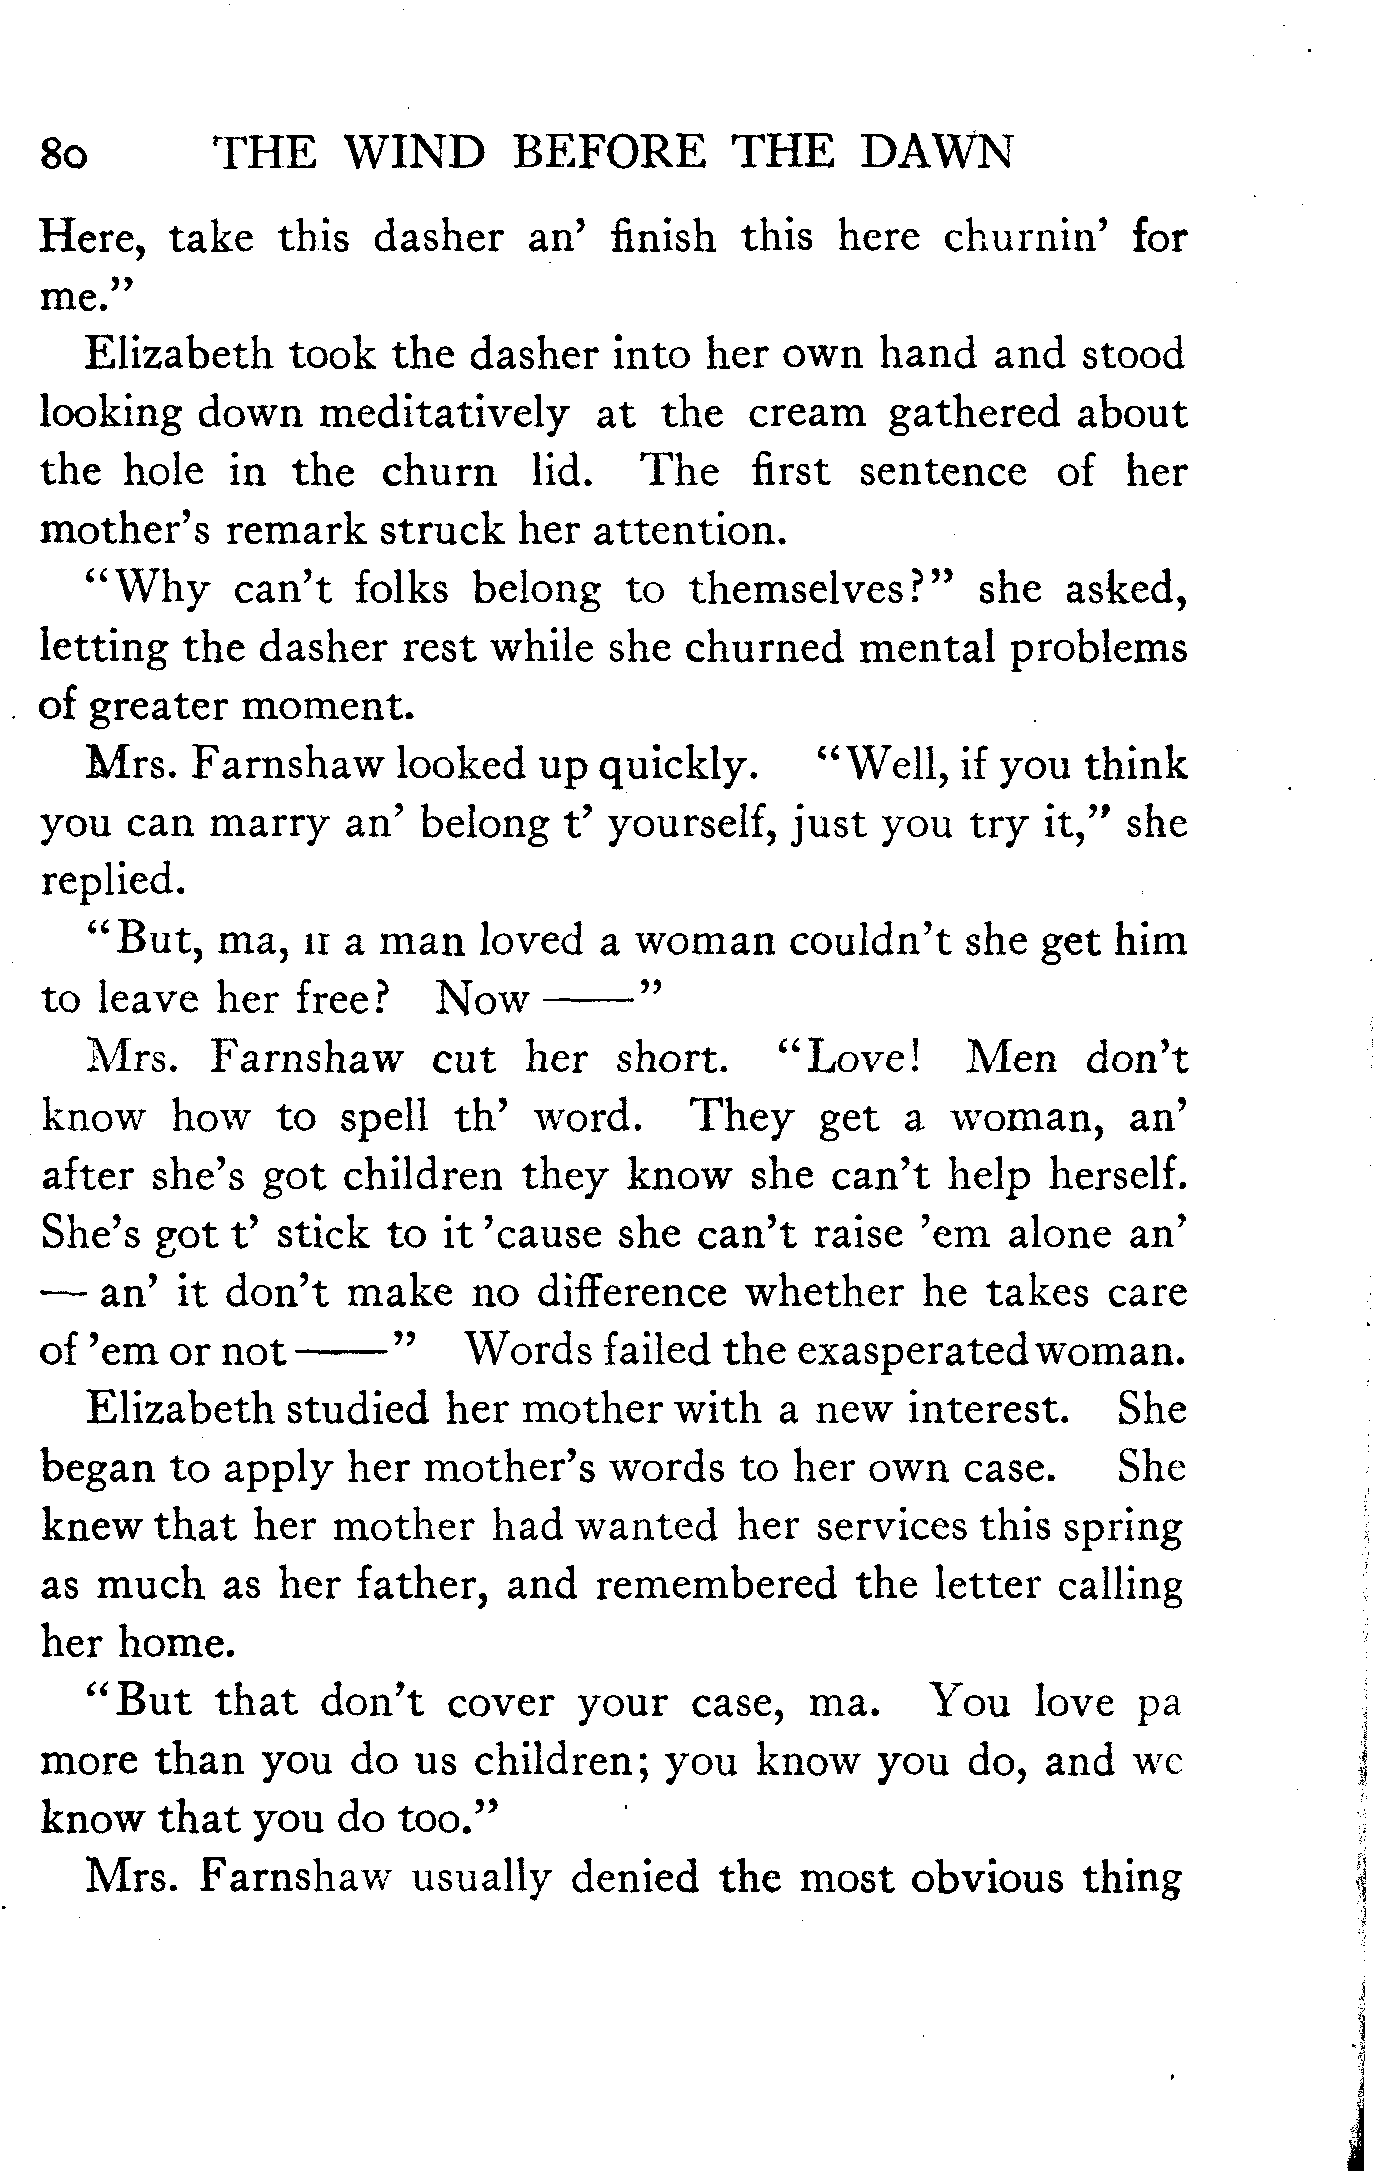 80 THE WIND BEFORE THE DAWN
Here, take this dasher an' finish this here churnin' for
me."
Elizabeth took the dasher into her own hand and stood
looking down meditatively at the cream gathered about
the hole in the churn lid. The first sentence of her
mother's remark struck her attention.
"Why can't folks belong to themselves?" she asked,
letting the dasher rest while she churned mental problems
of greater moment.
Mrs. Farnshaw looked up quickly. "Well, if you think
you can marry an' belong t' yourself, just you try it," she
replied.
"But, ma, if a man loved a woman couldn't she get him
to leave her free? Now ——"
Mrs. Farnshaw cut her short. "Love! Men don't
know how to spell th' word. They get a woman, an'
after she's got children they know she can't help herself.
She's got t' stick to it 'cause she can't raise 'em alone an'
— an' it don't make no difference whether he takes care
of 'em or not ——" Words failed the exasperated woman.
Elizabeth studied her mother with a new interest. She
began to apply her mother's words to her own case. She
knew that her mother had wanted her services this spring
as much as her father, and remembered the letter calling
her home.
"But that don't cover your case, ma. You love pa
more than you do us children; you know you do, and we
know that you do too."
Mrs. Farnshaw usually denied the most obvious thing